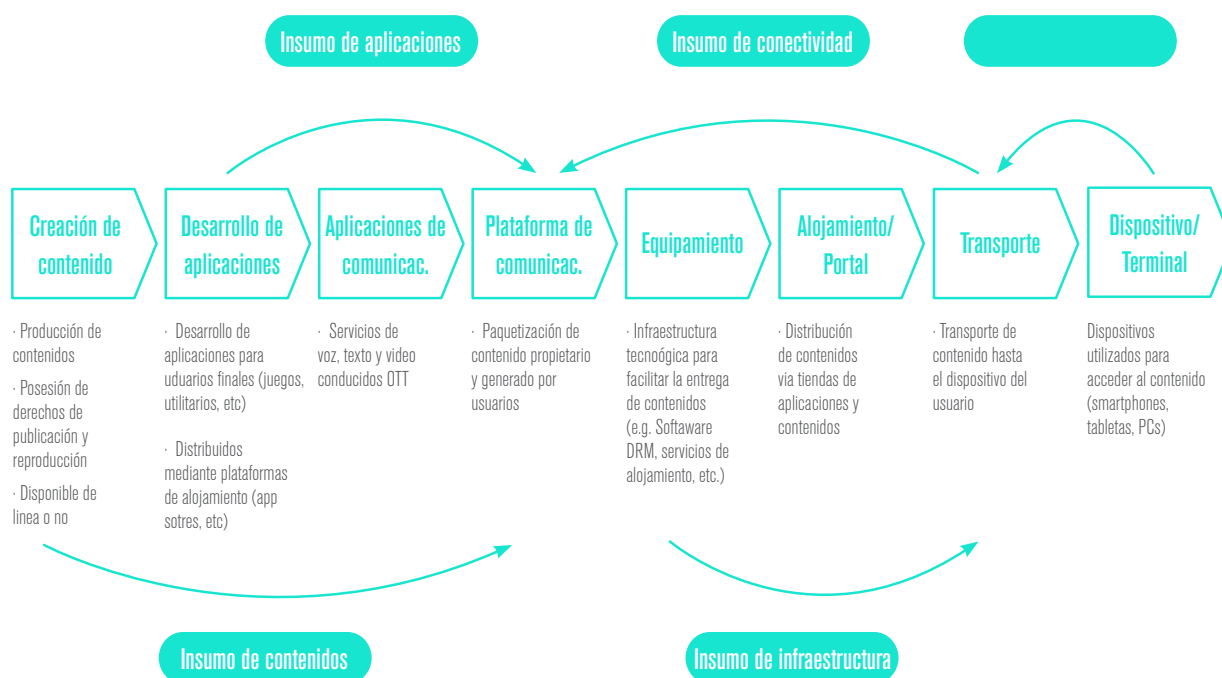 Insumo de aplicaciones
Insumo de conectividad
Creación de
contenido
Desarrollo de
aplicaciones
Aplicaciones de
comunicac.
Plataforma de
comunicac.
Equipamiento
Alojamiento/
Portal
Transporte
Dispositivo/
Terminal
· Producción de
contenidos
· Posesión de
derechos de
publicación y
reproducción
· Disponible de
linea o no
· Desarrollo de
aplicaciones para
uduarios finales (juegos,
utilitarios, etc)
· Distribuidos
mediante plataformas
de alojamiento (app
sotres, etc)
· Servicios de
voz, texto y video
conducidos OTT
· Paquetización de
contenido propietario
y generado por
usuarios
· Infraestructura
tecnoógica para
facilitar la entrega
de contenidos
(e.g. Softaware
DRM, servicios de
alojamiento, etc.)
· Distribución
de contenidos
via tiendas de
aplicaciones y
contenidos
· Transporte de
contenido hasta
el dispositivo del
usuario
Dispositivos
utilizados para
acceder al contenido
(smartphones,
tabletas, PCs)
Insumo de contenidos
Insumo de infraestructura